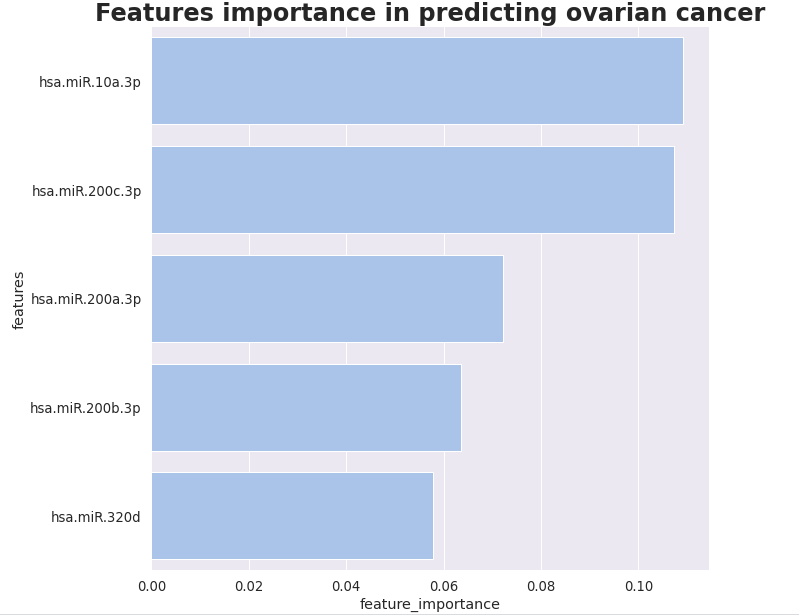 Features importance in predicting ovarian cancer
hsa.miR.10a.3p
hsa.miR.200c.3p
hsa.miR.200a.3p
hsa.miR.200b.3p
hsa.miR.320d
features
0.00 0.02 0.04 0.06 0.08 0.10
feature_importance